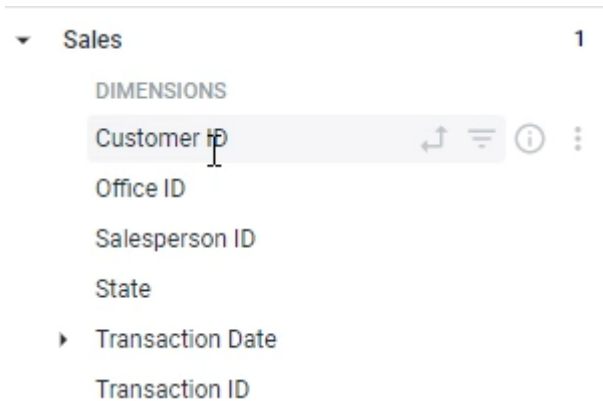 Sales 1
DIMENSIONS
Customer ID
Office ID
Salesperson ID
State
Transaction Date
Transaction ID